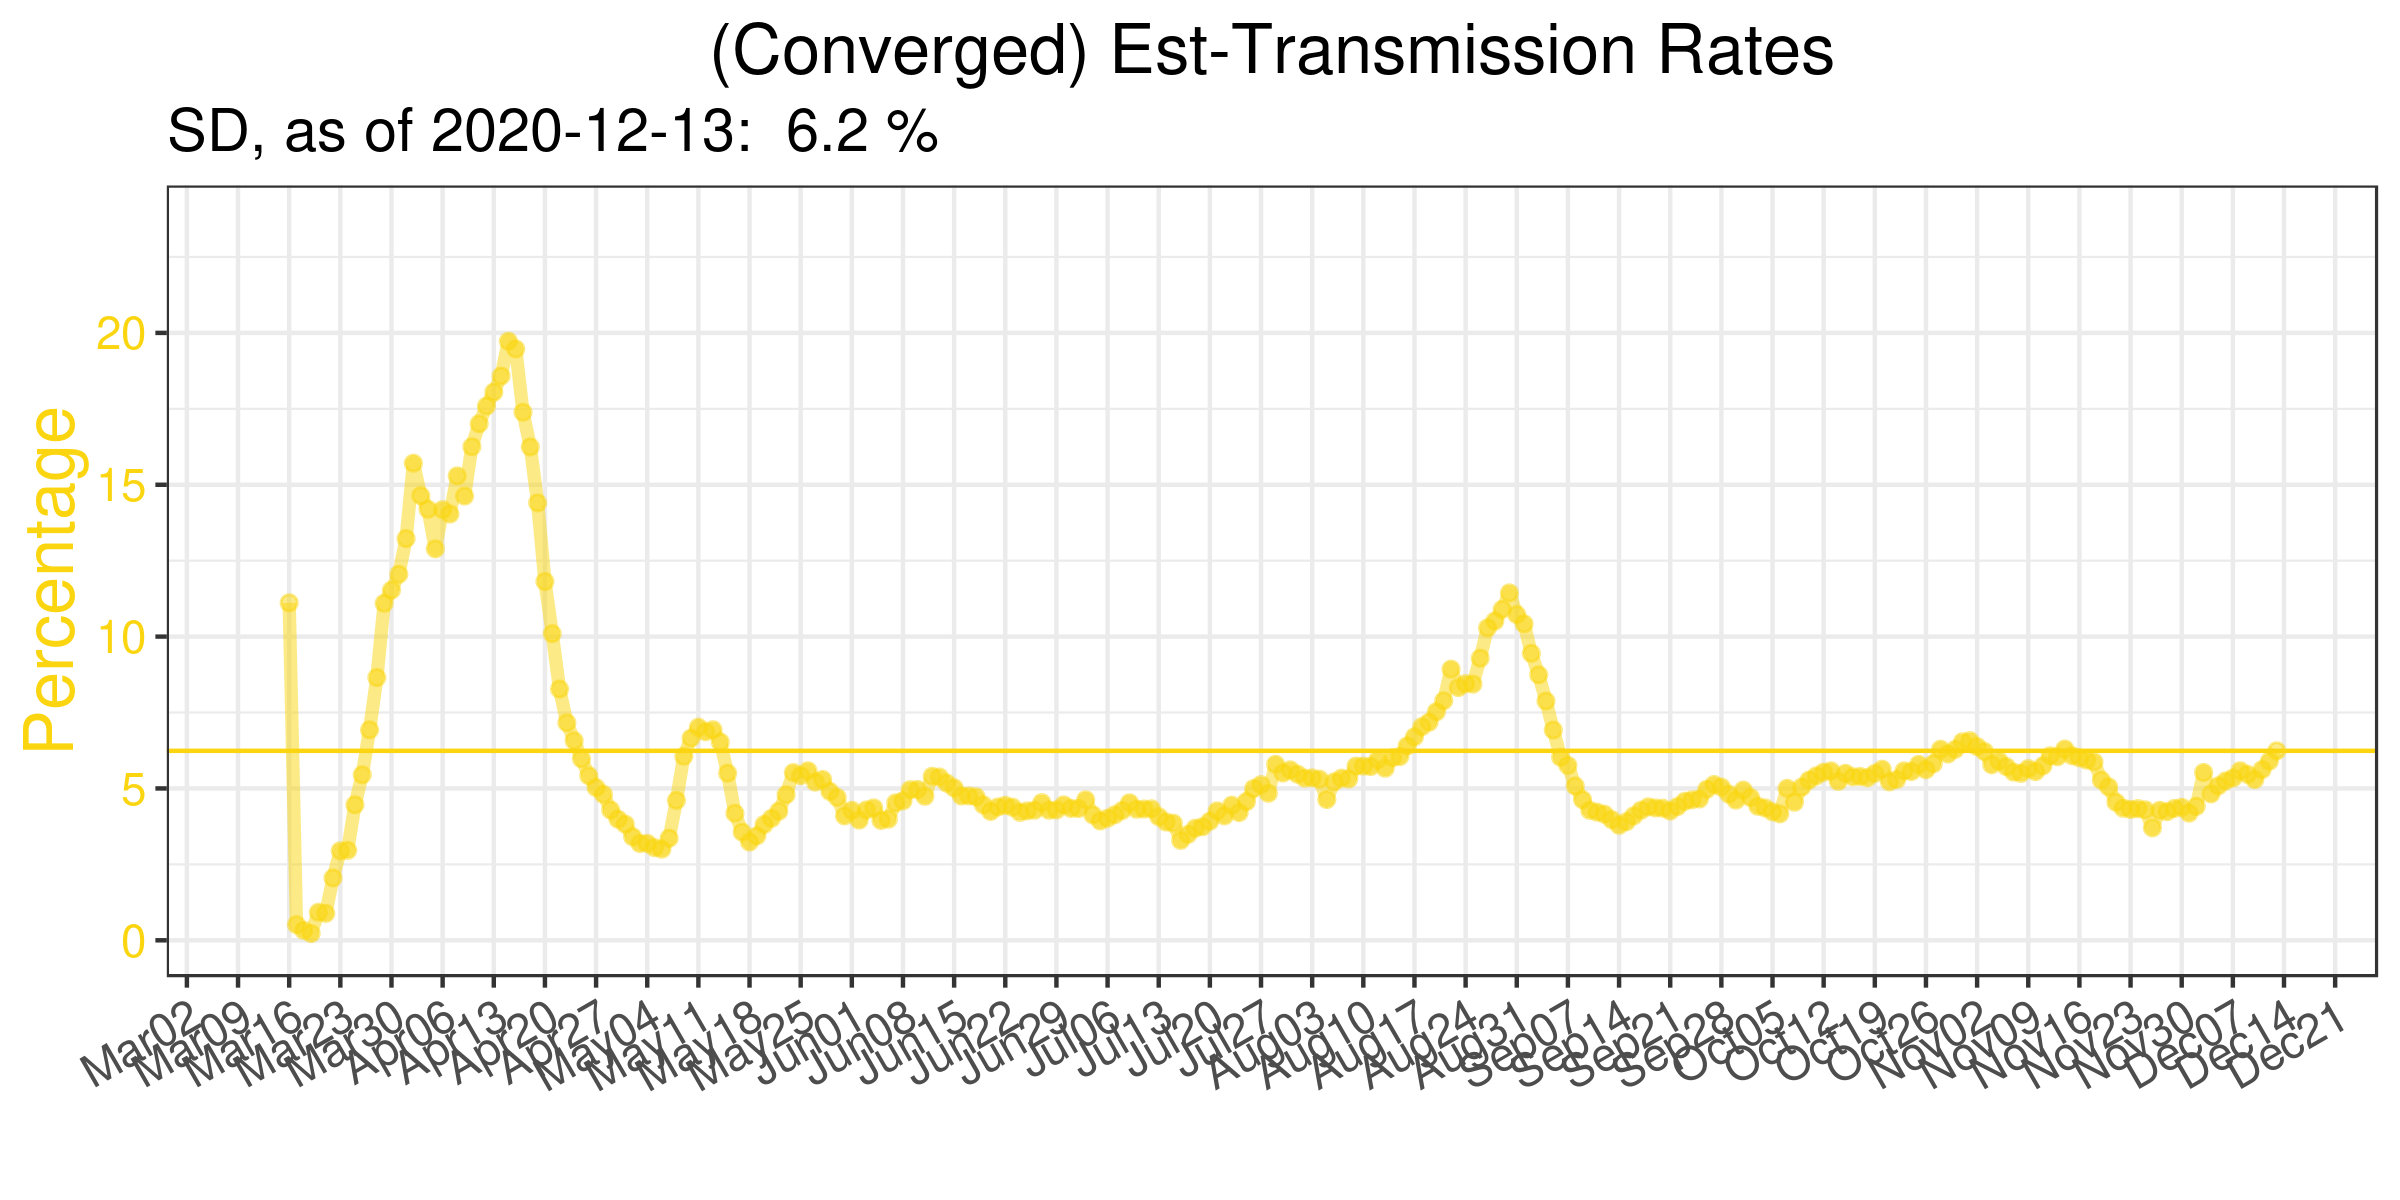 (Converged) Est-Transmission Rates
SD, as of 2020-12-13:  6.2 %
Percentage
20
15
10
5
0
Mar02
Mar09
Mar16
Mar23
Mar30
Apr06
Apr13
Apr20
Apr27
May04
May11
May18
May25
Jun01
Jun08
Jun15
Jun22
Jun29
Jul06
Jul13
Jul20
Jul27
Aug03
Aug10
Aug17
Aug24
Aug31
Sep07
Sep14
Sep21
Sep28
Oct05
Oct12
Oct19
Oct26
Nov02
Nov09
Nov16
Nov23
Nov30
Dec07
Dec14
Dec21